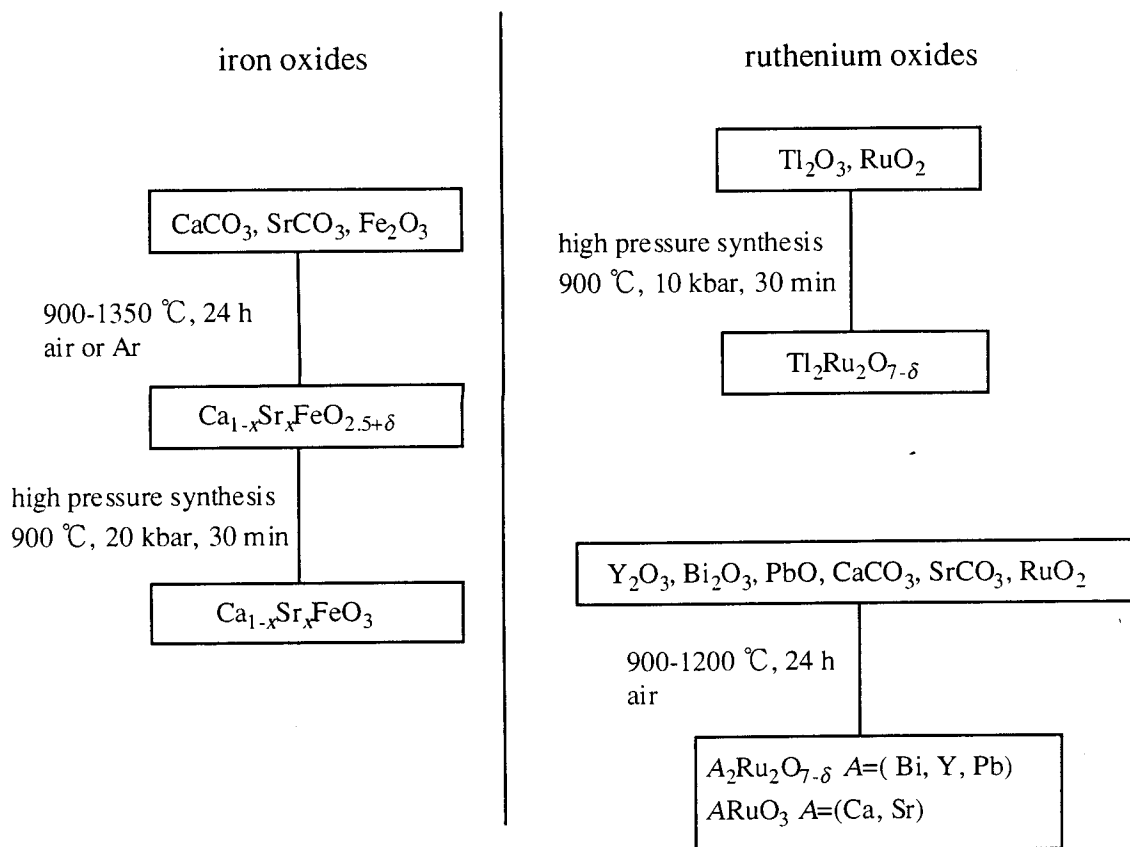 iron oxides
CaCO₃, SrCO₃, Fe₂O₃
900-1350 ℃, 24 h
air or Ar
Ca₁₋ₓSrₓFeO₂.₅₊δ
high pressure synthesis
900 ℃, 20 kbar, 30 min
Ca₁₋ₓSrₓFeO₃
ruthenium oxides
Tl₂O₃, RuO₂
high pressure synthesis
900 ℃, 10 kbar, 30 min
Tl₂Ru₂O₇₋δ
Y₂O₃, Bi₂O₃, PbO, CaCO₃, SrCO₃, RuO₂
900-1200 ℃, 24 h
air
A₂Ru₂O₇₋δ A=( Bi, Y, Pb)
ARuO₃ A=(Ca, Sr)